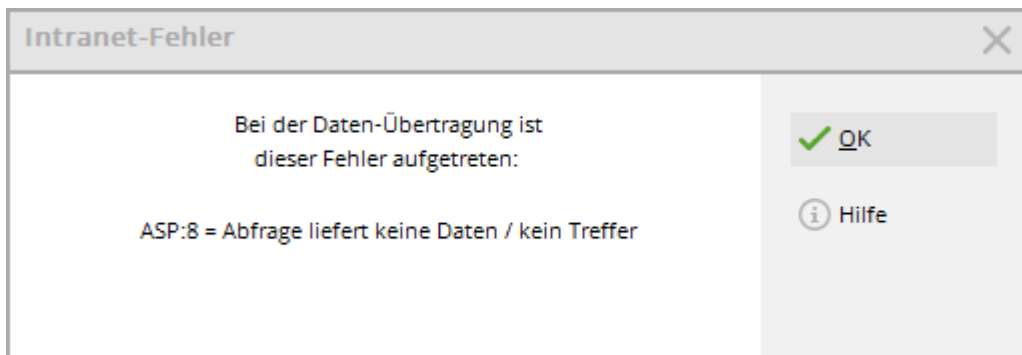 Intranet-Fehler
Bei der Daten-Übertragung ist
dieser Fehler aufgetreten:
ASP:8 = Abfrage liefert keine Daten / kein Treffer
OK
Hilfe